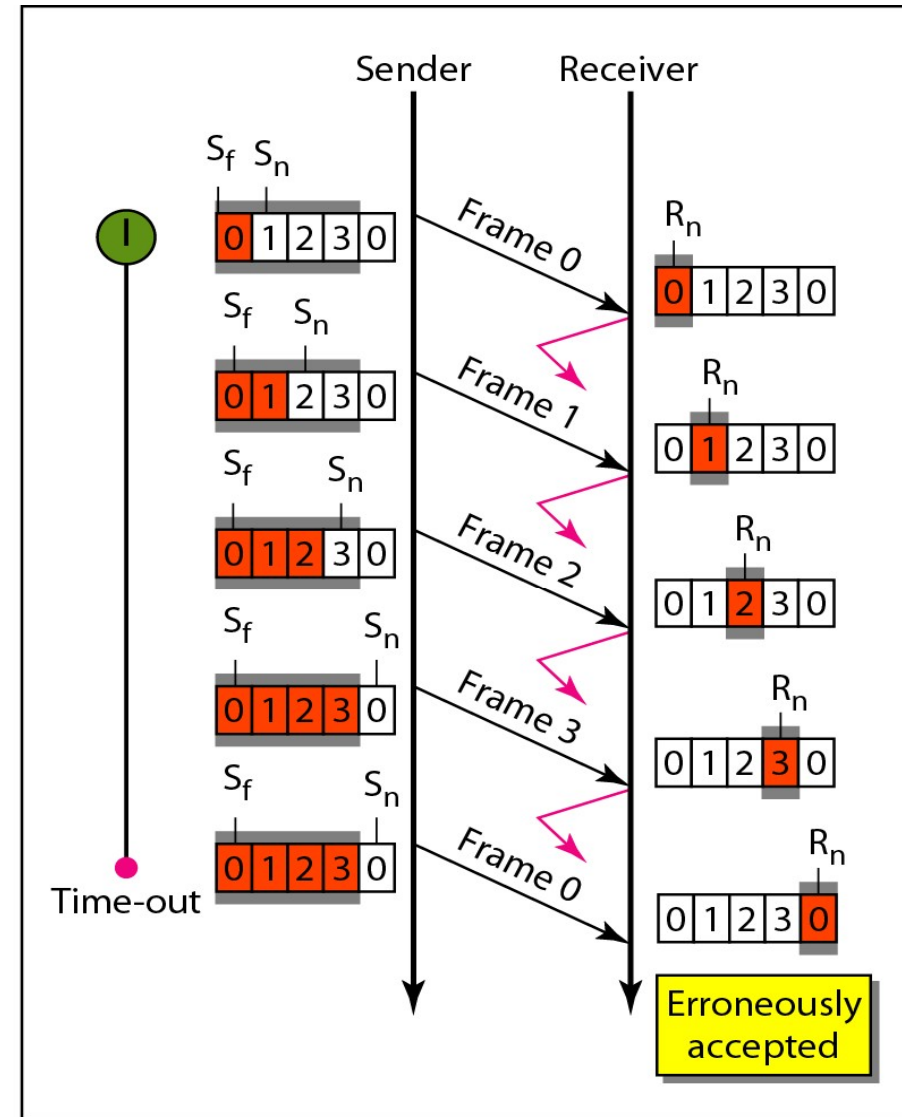 Sender Receiver
Sf Sn
0 1 2 3 0
Frame 0
Rn
0 1 2 3 0
Sf Sn
0 1 2 3 0
Frame 1
Rn
0 1 2 3 0
Sf Sn
0 1 2 3 0
Frame 2
Rn
0 1 2 3 0
Sf Sn
0 1 2 3 0
Frame 3
Rn
0 1 2 3 0
Sf Sn
0 1 2 3 0
Frame 0
Rn
0 1 2 3 0
Time-out
Erroneously
accepted